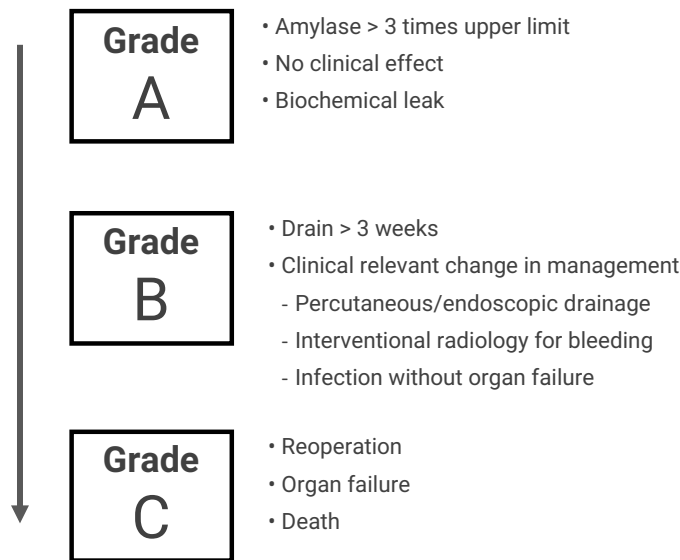 Grade
A
• Amylase > 3 times upper limit
• No clinical effect
• Biochemical leak
Grade
B
• Drain > 3 weeks
• Clinical relevant change in management
- Percutaneous/endoscopic drainage
- Interventional radiology for bleeding
- Infection without organ failure
Grade
C
• Reoperation
• Organ failure
• Death